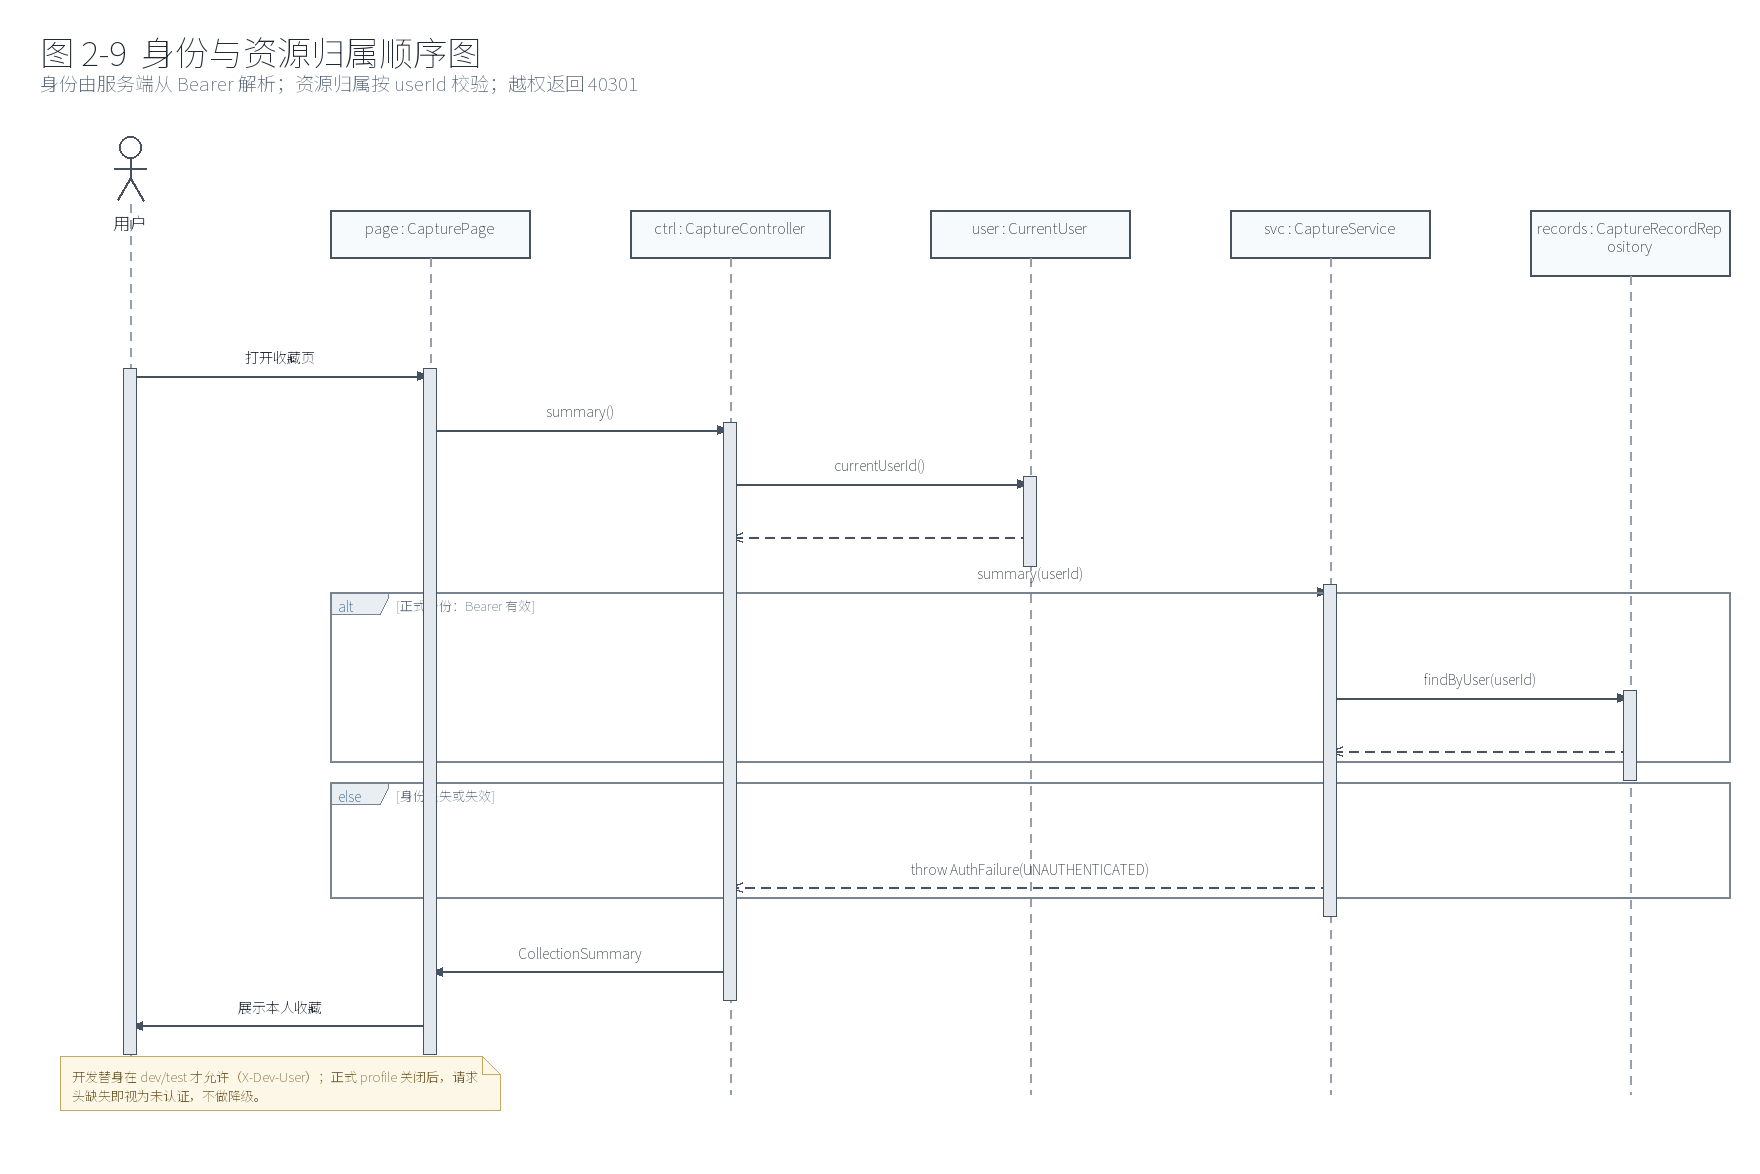 图 2-9 身份与资源归属顺序图
身份由服务端从 Bearer 解析；资源归属按 userId 校验；越权返回 40301
用户
page : CapturePage
ctrl : CaptureController
user : CurrentUser
svc : CaptureService
records : CaptureRecordRep
ository
打开收藏页
summary()
currentUserId()
summary(userId)
alt
[正式身份：Bearer 有效]
findByUser(userId)
else
[身份缺失或失效]
throw AuthFailure(UNAUTHENTICATED)
CollectionSummary
展示本人收藏
开发替身在 dev/test 才允许（X-Dev-User）；正式 profile 关闭后，请求
头缺失即视为未认证，不做降级。